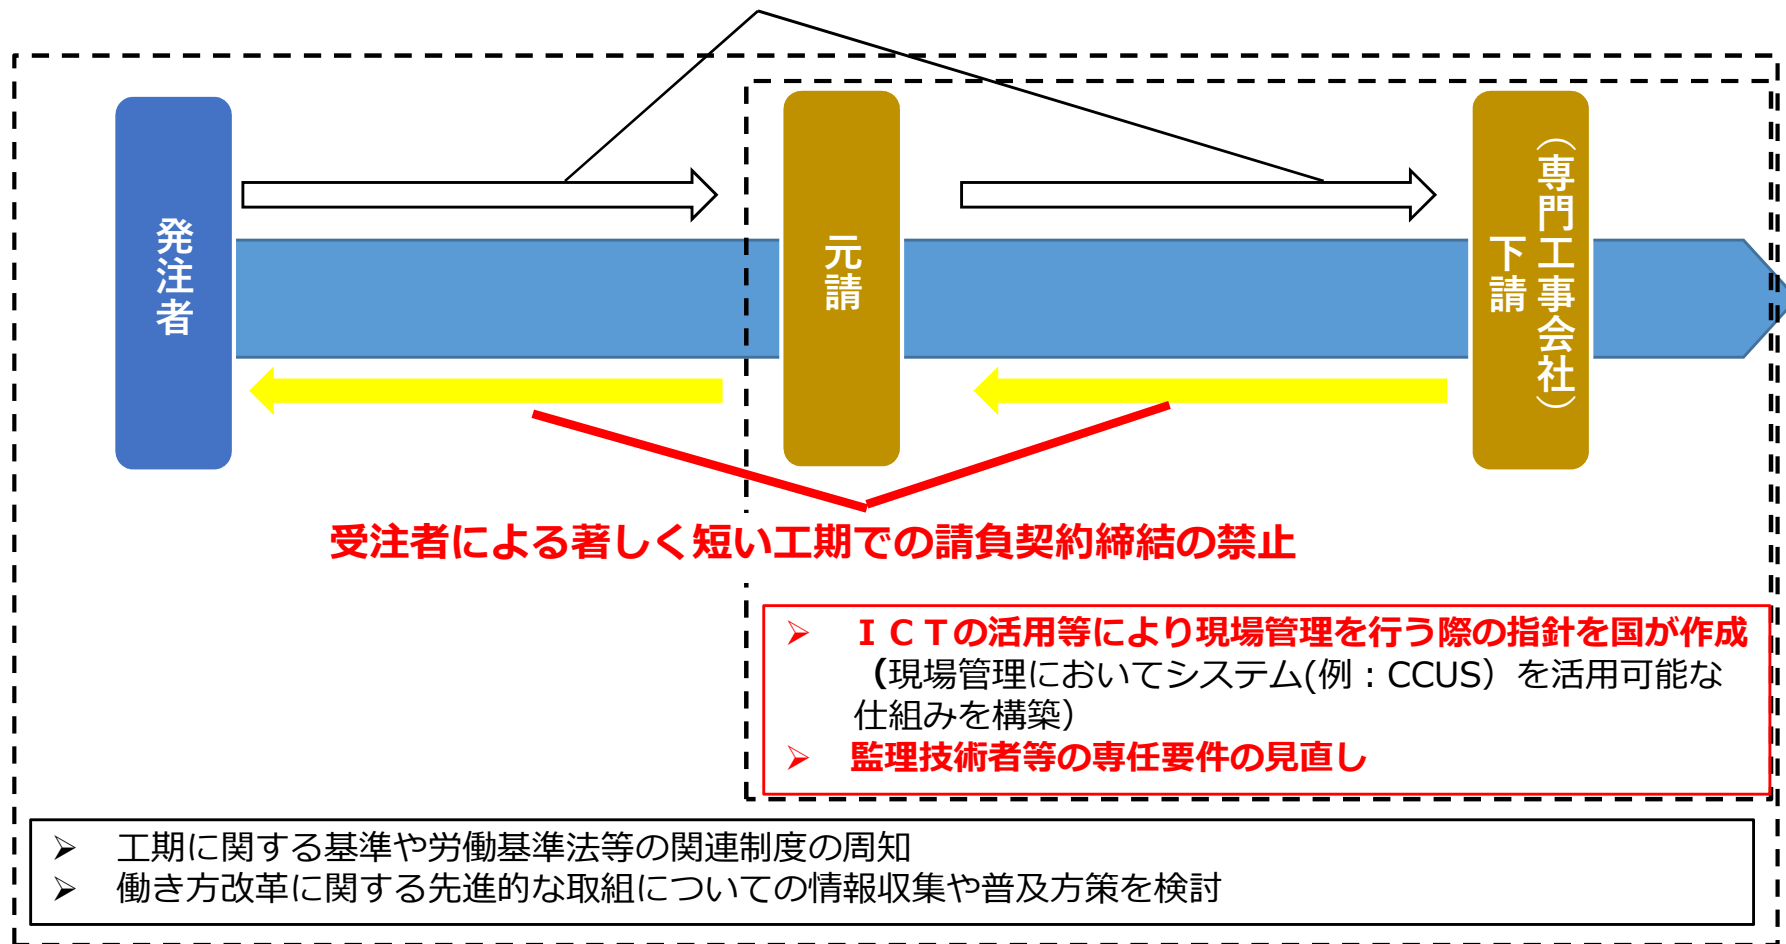 発注者
元請
下請
（専門工事会社）
受注者による著しく短い工期での請負契約締結の禁止
➢ ＩＣＴの活用等により現場管理を行う際の指針を国が作成
（現場管理においてシステム(例：CCUS）を活用可能な
仕組みを構築）
➢ 監理技術者等の専任要件の見直し
➢ 工期に関する基準や労働基準法等の関連制度の周知
➢ 働き方改革に関する先進的な取組についての情報収集や普及方策を検討